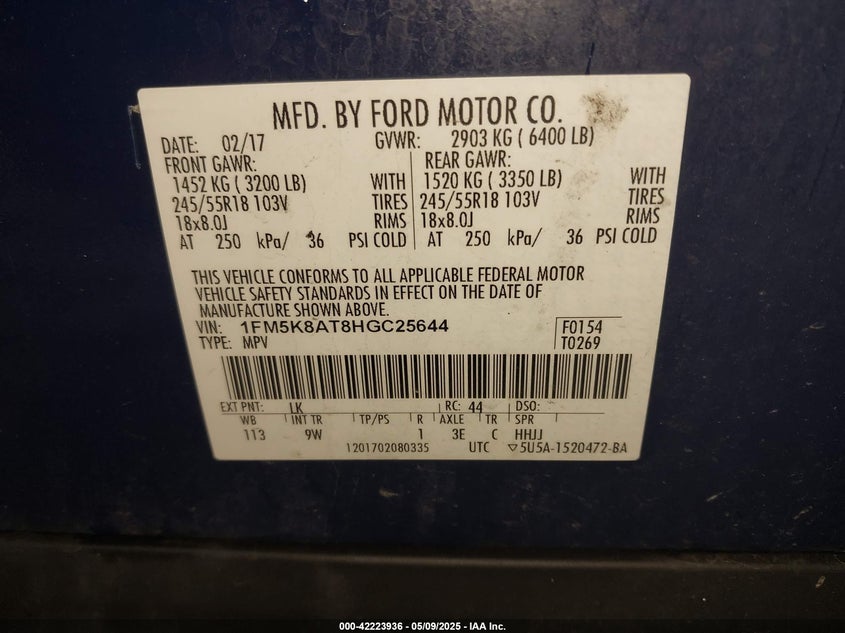 MFD. BY FORD MOTOR CO.
DATE: 02/17 GVWR: 2903 KG ( 6400 LB)
FRONT GAWR: REAR GAWR:
1452 KG ( 3200 LB) WITH 1520 KG ( 3350 LB) WITH
245/55R18 103V TIRES 245/55R18 103V TIRES
18x8.0J RIMS 18x8.0J RIMS
AT 250 kPa/ 36 PSI COLD AT 250 kPa/ 36 PSI COLD
THIS VEHICLE CONFORMS TO ALL APPLICABLE FEDERAL MOTOR
VEHICLE SAFETY STANDARDS IN EFFECT ON THE DATE OF
MANUFACTURE SHOWN ABOVE.
VIN: 1FM5K8AT8HGC25644 F0154
TYPE: MPV T0269
EXT PNT: LK RC: 44 DSO:
WB INT TR TP/PS R AXLE TR SPR
113 9W 1 3E C HHJJ
1201702080335 UTC ▽5U5A-1520472-BA
000-42223936 - 05/09/2025 - IAA Inc.